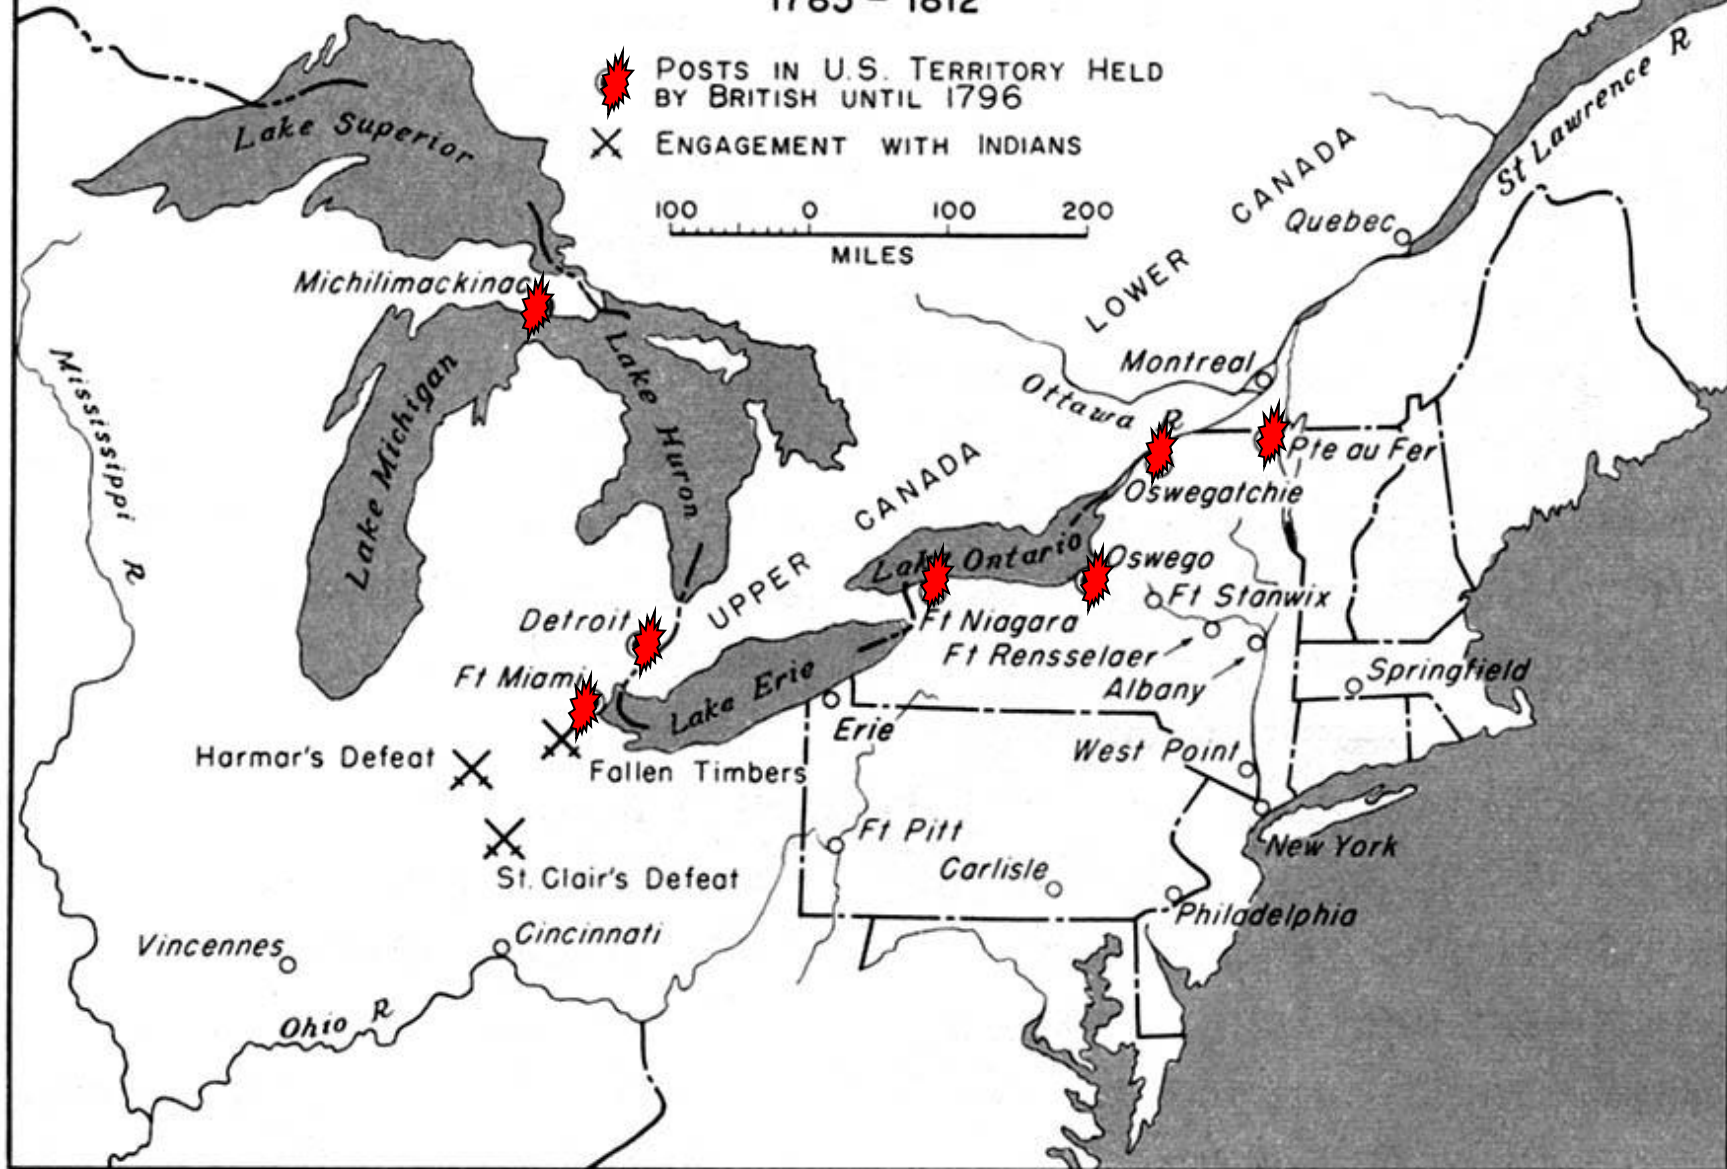 1783 – 1812
POSTS IN U.S. TERRITORY HELD
BY BRITISH UNTIL 1796
ENGAGEMENT WITH INDIANS
100 0 100 200
MILES
Lake Superior
St Lawrence R
LOWER CANADA
Quebec
Michilimackinac
Mississippi R
Lake Michigan
Lake Huron
Montreal
Ottawa R
Pte au Fer
UPPER CANADA
Oswegatchie
Lake Ontario
Oswego
Ft Stanwix
Detroit
Ft Niagara
Ft Rensselaer
Albany
Springfield
Ft Miami
Lake Erie
Erie
West Point
Harmar's Defeat
Fallen Timbers
Ft Pitt
New York
Carlisle
St. Clair's Defeat
Philadelphia
Vincennes
Cincinnati
Ohio R